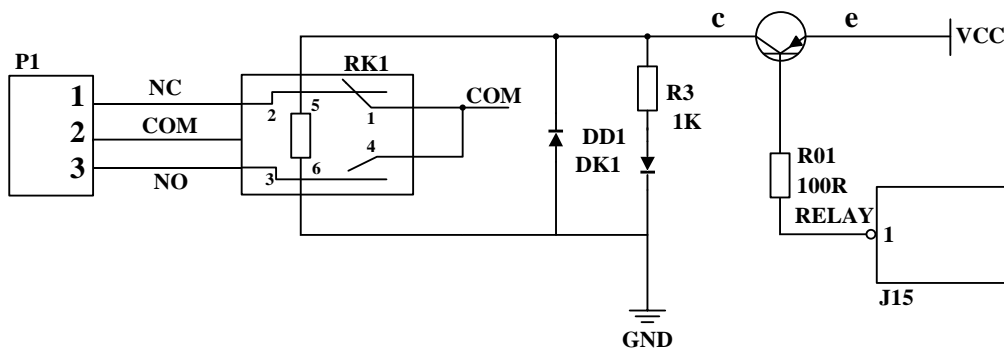 c e
VCC
P1
RK1
1 NC
2 COM
3 NO
5
2
1
COM
4
6
3
R3
1K
DD1
DK1
R01
100R
RELAY
1
J15
GND